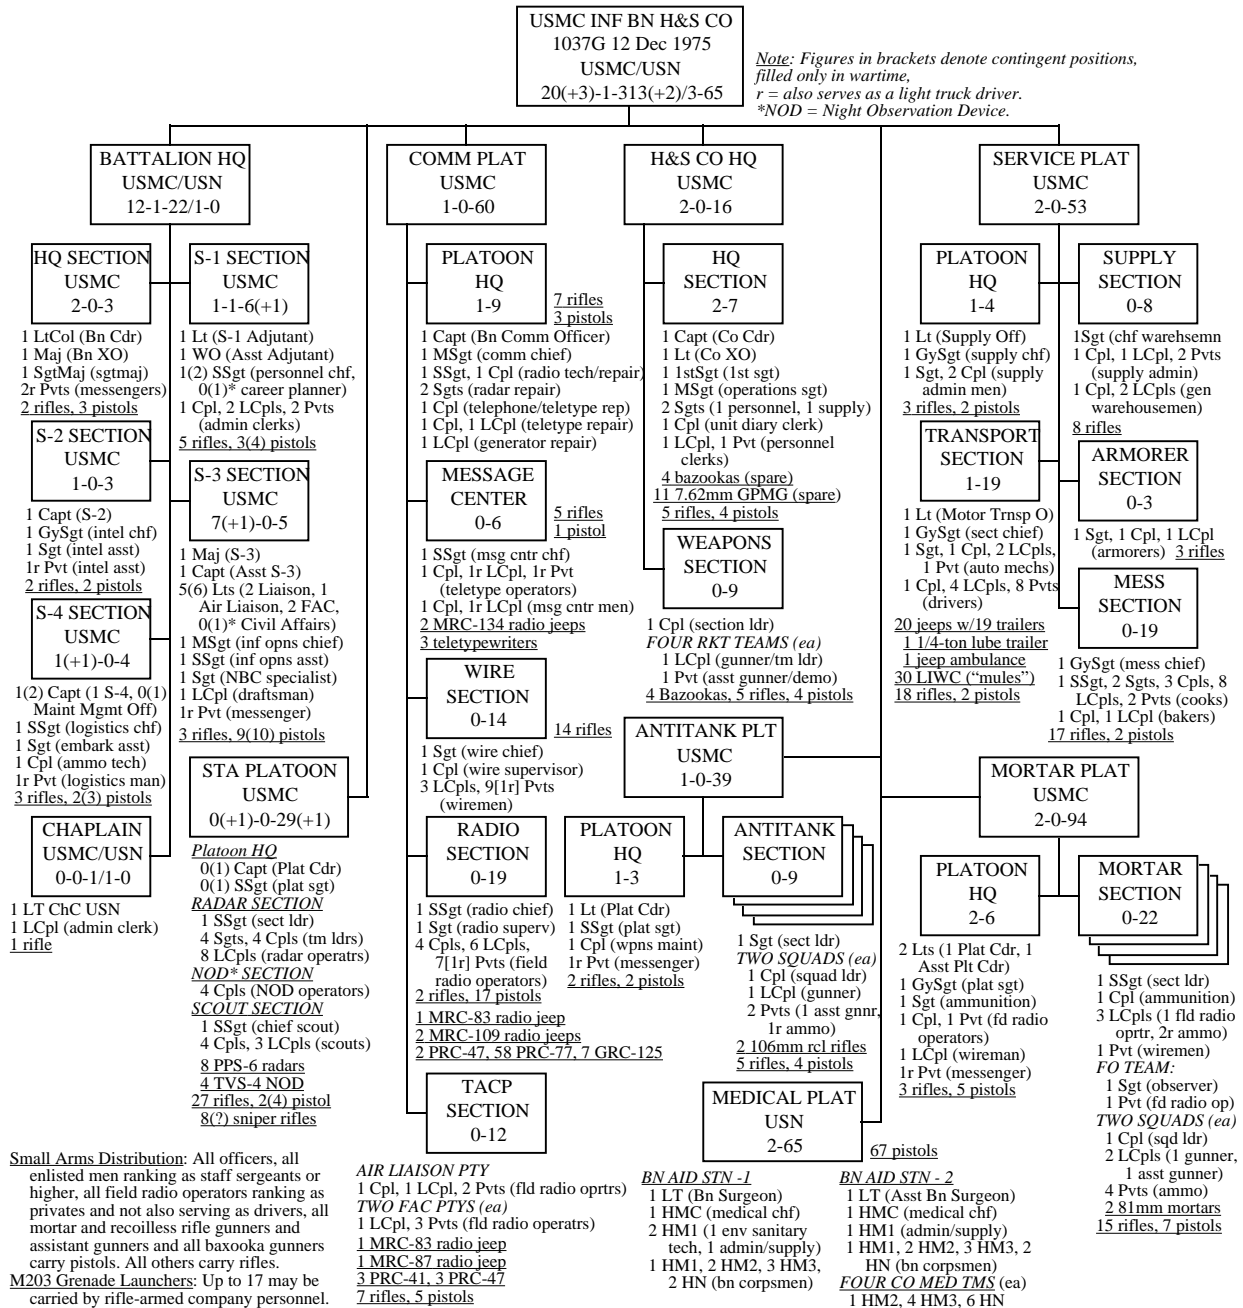 USMC INF BN H&S CO
1037G 12 Dec 1975
USMC/USN
20(+3)-1-313(+2)/3-65
Note: Figures in brackets denote contingent positions,
filled only in wartime,
r = also serves as a light truck driver.
*NOD = Night Observation Device.
BATTALION HQ
USMC/USN
12-1-22/1-0
COMM PLAT
USMC
1-0-60
H&S CO HQ
USMC
2-0-16
SERVICE PLAT
USMC
2-0-53
HQ SECTION
USMC
2-0-3
1 LtCol (Bn Cdr)
1 Maj (Bn XO)
1 SgtMaj (sgtmaj)
2r Pvts (messengers)
2 rifles, 3 pistols
S-1 SECTION
USMC
1-1-6(+1)
1 Lt (S-1 Adjutant)
1 WO (Asst Adjutant)
1(2) SSgt (personnel chf,
0(1)* career planner)
1 Cpl, 2 LCpls, 2 Pvts
(admin clerks)
5 rifles, 3(4) pistols
S-2 SECTION
USMC
1-0-3
1 Capt (S-2)
1 GySgt (intel chf)
1 Sgt (intel asst)
1r Pvt (intel asst)
2 rifles, 2 pistols
S-3 SECTION
USMC
7(+1)-0-5
1 Maj (S-3)
1 Capt (Asst S-3)
5(6) Lts (2 Liaison, 1
Air Liaison, 2 FAC,
0(1)* Civil Affairs)
1 MSgt (inf opns chief)
1 SSgt (inf opns asst)
1 Sgt (NBC specialist)
1 LCpl (draftsman)
1r Pvt (messenger)
3 rifles, 9(10) pistols
S-4 SECTION
USMC
1(+1)-0-4
1(2) Capt (1 S-4, 0(1)
Maint Mgmt Off)
1 SSgt (logistics chf)
1 Sgt (embark asst)
1 Cpl (ammo tech)
1r Pvt (logistics man)
3 rifles, 2(3) pistols
CHAPLAIN
USMC/USN
0-0-1/1-0
1 LT ChC USN
1 LCpl (admin clerk)
1 rifle
STA PLATOON
USMC
0(+1)-0-29(+1)
Platoon HQ
0(1) Capt (Plat Cdr)
0(1) SSgt (plat sgt)
RADAR SECTION
1 SSgt (sect ldr)
4 Sgts, 4 Cpls (tm ldrs)
8 LCpls (radar operatrs)
NOD* SECTION
4 Cpls (NOD operators)
SCOUT SECTION
1 SSgt (chief scout)
4 Cpls, 3 LCpls (scouts)
8 PPS-6 radars
4 TVS-4 NOD
27 rifles, 2(4) pistol
8(?) sniper rifles
Small Arms Distribution: All officers, all
enlisted men ranking as staff sergeants or
higher, all field radio operators ranking as
privates and not also serving as drivers, all
mortar and recoilless rifle gunners and
assistant gunners and all baxooka gunners
carry pistols. All others carry rifles.
M203 Grenade Launchers: Up to 17 may be
carried by rifle-armed company personnel.
PLATOON
HQ
1-9
7 rifles
3 pistols
1 Capt (Bn Comm Officer)
1 MSgt (comm chief)
1 SSgt, 1 Cpl (radio tech/repair)
2 Sgts (radar repair)
1 Cpl (telephone/teletype rep)
1 Cpl, 1 LCpl (teletype repair)
1 LCpl (generator repair)
MESSAGE
CENTER
0-6
5 rifles
1 pistol
1 SSgt (msg cntr chf)
1 Cpl, 1r LCpl, 1r Pvt
(teletype operators)
1 Cpl, 1r LCpl (msg cntr men)
2 MRC-134 radio jeeps
3 teletypewriters
WIRE
SECTION
0-14
14 rifles
1 Sgt (wire chief)
1 Cpl (wire supervisor)
3 LCpls, 9[1r] Pvts
(wiremen)
RADIO
SECTION
0-19
1 SSgt (radio chief)
1 Sgt (radio superv)
4 Cpls, 6 LCpls,
7[1r] Pvts (field
radio operators)
2 rifles, 17 pistols
1 MRC-83 radio jeep
2 MRC-109 radio jeeps
2 PRC-47, 58 PRC-77, 7 GRC-125
TACP
SECTION
0-12
AIR LIAISON PTY
1 Cpl, 1 LCpl, 2 Pvts (fld radio oprtrs)
TWO FAC PTYS (ea)
1 LCpl, 3 Pvts (fld radio operatrs)
1 MRC-83 radio jeep
1 MRC-87 radio jeep
3 PRC-41, 3 PRC-47
7 rifles, 5 pistols
HQ
SECTION
2-7
1 Capt (Co Cdr)
1 Lt (Co XO)
1 1stSgt (1st sgt)
1 MSgt (operations sgt)
2 Sgts (1 personnel, 1 supply)
1 Cpl (unit diary clerk)
1 LCpl, 1 Pvt (personnel
clerks)
4 bazookas (spare)
11 7.62mm GPMG (spare)
5 rifles, 4 pistols
WEAPONS
SECTION
0-9
1 Cpl (section ldr)
FOUR RKT TEAMS (ea)
1 LCpl (gunner/tm ldr)
1 Pvt (asst gunner/demo)
4 Bazookas, 5 rifles, 4 pistols
ANTITANK PLT
USMC
1-0-39
PLATOON
HQ
1-3
1 Lt (Plat Cdr)
1 SSgt (plat sgt)
1 Cpl (wpns maint)
1r Pvt (messenger)
2 rifles, 2 pistols
ANTITANK
SECTION
0-9
1 Sgt (sect ldr)
TWO SQUADS (ea)
1 Cpl (squad ldr)
1 LCpl (gunner)
2 Pvts (1 asst gnnr,
1r ammo)
2 106mm rcl rifles
5 rifles, 4 pistols
MEDICAL PLAT
USN
2-65
67 pistols
BN AID STN -1
1 LT (Bn Surgeon)
1 HMC (medical chf)
2 HM1 (1 env sanitary
tech, 1 admin/supply)
1 HM1, 2 HM2, 3 HM3,
2 HN (bn corpsmen)
BN AID STN - 2
1 LT (Asst Bn Surgeon)
1 HMC (medical chf)
1 HM1 (admin/supply)
1 HM1, 2 HM2, 3 HM3, 2
HN (bn corpsmen)
FOUR CO MED TMS (ea)
1 HM2, 4 HM3, 6 HN
PLATOON
HQ
1-4
1 Lt (Supply Off)
1 GySgt (supply chf)
1 Sgt, 2 Cpl (supply
admin men)
3 rifles, 2 pistols
SUPPLY
SECTION
0-8
1Sgt (chf warehsemn
1 Cpl, 1 LCpl, 2 Pvts
(supply admin)
1 Cpl, 2 LCpls (gen
warehousemen)
8 rifles
TRANSPORT
SECTION
1-19
1 Lt (Motor Trnsp O)
1 GySgt (sect chief)
1 Sgt, 1 Cpl, 2 LCpls,
1 Pvt (auto mechs)
1 Cpl, 4 LCpls, 8 Pvts
(drivers)
20 jeeps w/19 trailers
1 1/4-ton lube trailer
1 jeep ambulance
30 LIWC (“mules”)
18 rifles, 2 pistols
ARMORER
SECTION
0-3
1 Sgt, 1 Cpl, 1 LCpl
(armorers) 3 rifles
MESS
SECTION
0-19
1 GySgt (mess chief)
1 SSgt, 2 Sgts, 3 Cpls, 8
LCpls, 2 Pvts (cooks)
1 Cpl, 1 LCpl (bakers)
17 rifles, 2 pistols
MORTAR PLAT
USMC
2-0-94
PLATOON
HQ
2-6
2 Lts (1 Plat Cdr, 1
Asst Plt Cdr)
1 GySgt (plat sgt)
1 Sgt (ammunition)
1 Cpl, 1 Pvt (fd radio
operators)
1 LCpl (wireman)
1r Pvt (messenger)
3 rifles, 5 pistols
MORTAR
SECTION
0-22
1 SSgt (sect ldr)
1 Cpl (ammunition)
3 LCpls (1 fld radio
oprtr, 2r ammo)
1 Pvt (wiremen)
FO TEAM:
1 Sgt (observer)
1 Pvt (fd radio op)
TWO SQUADS (ea)
1 Cpl (sqd ldr)
2 LCpls (1 gunner,
1 asst gunner)
4 Pvts (ammo)
2 81mm mortars
15 rifles, 7 pistols